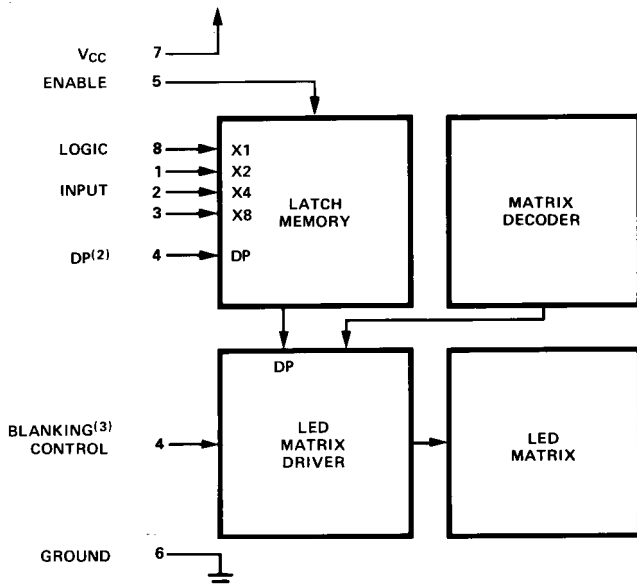 VCC 7
ENABLE 5
LOGIC 8 X1
1 X2
INPUT 2 X4
3 X8
DP(2) 4 DP
LATCH
MEMORY
MATRIX
DECODER
DP
BLANKING(3)
CONTROL 4
LED
MATRIX
DRIVER
LED
MATRIX
GROUND 6